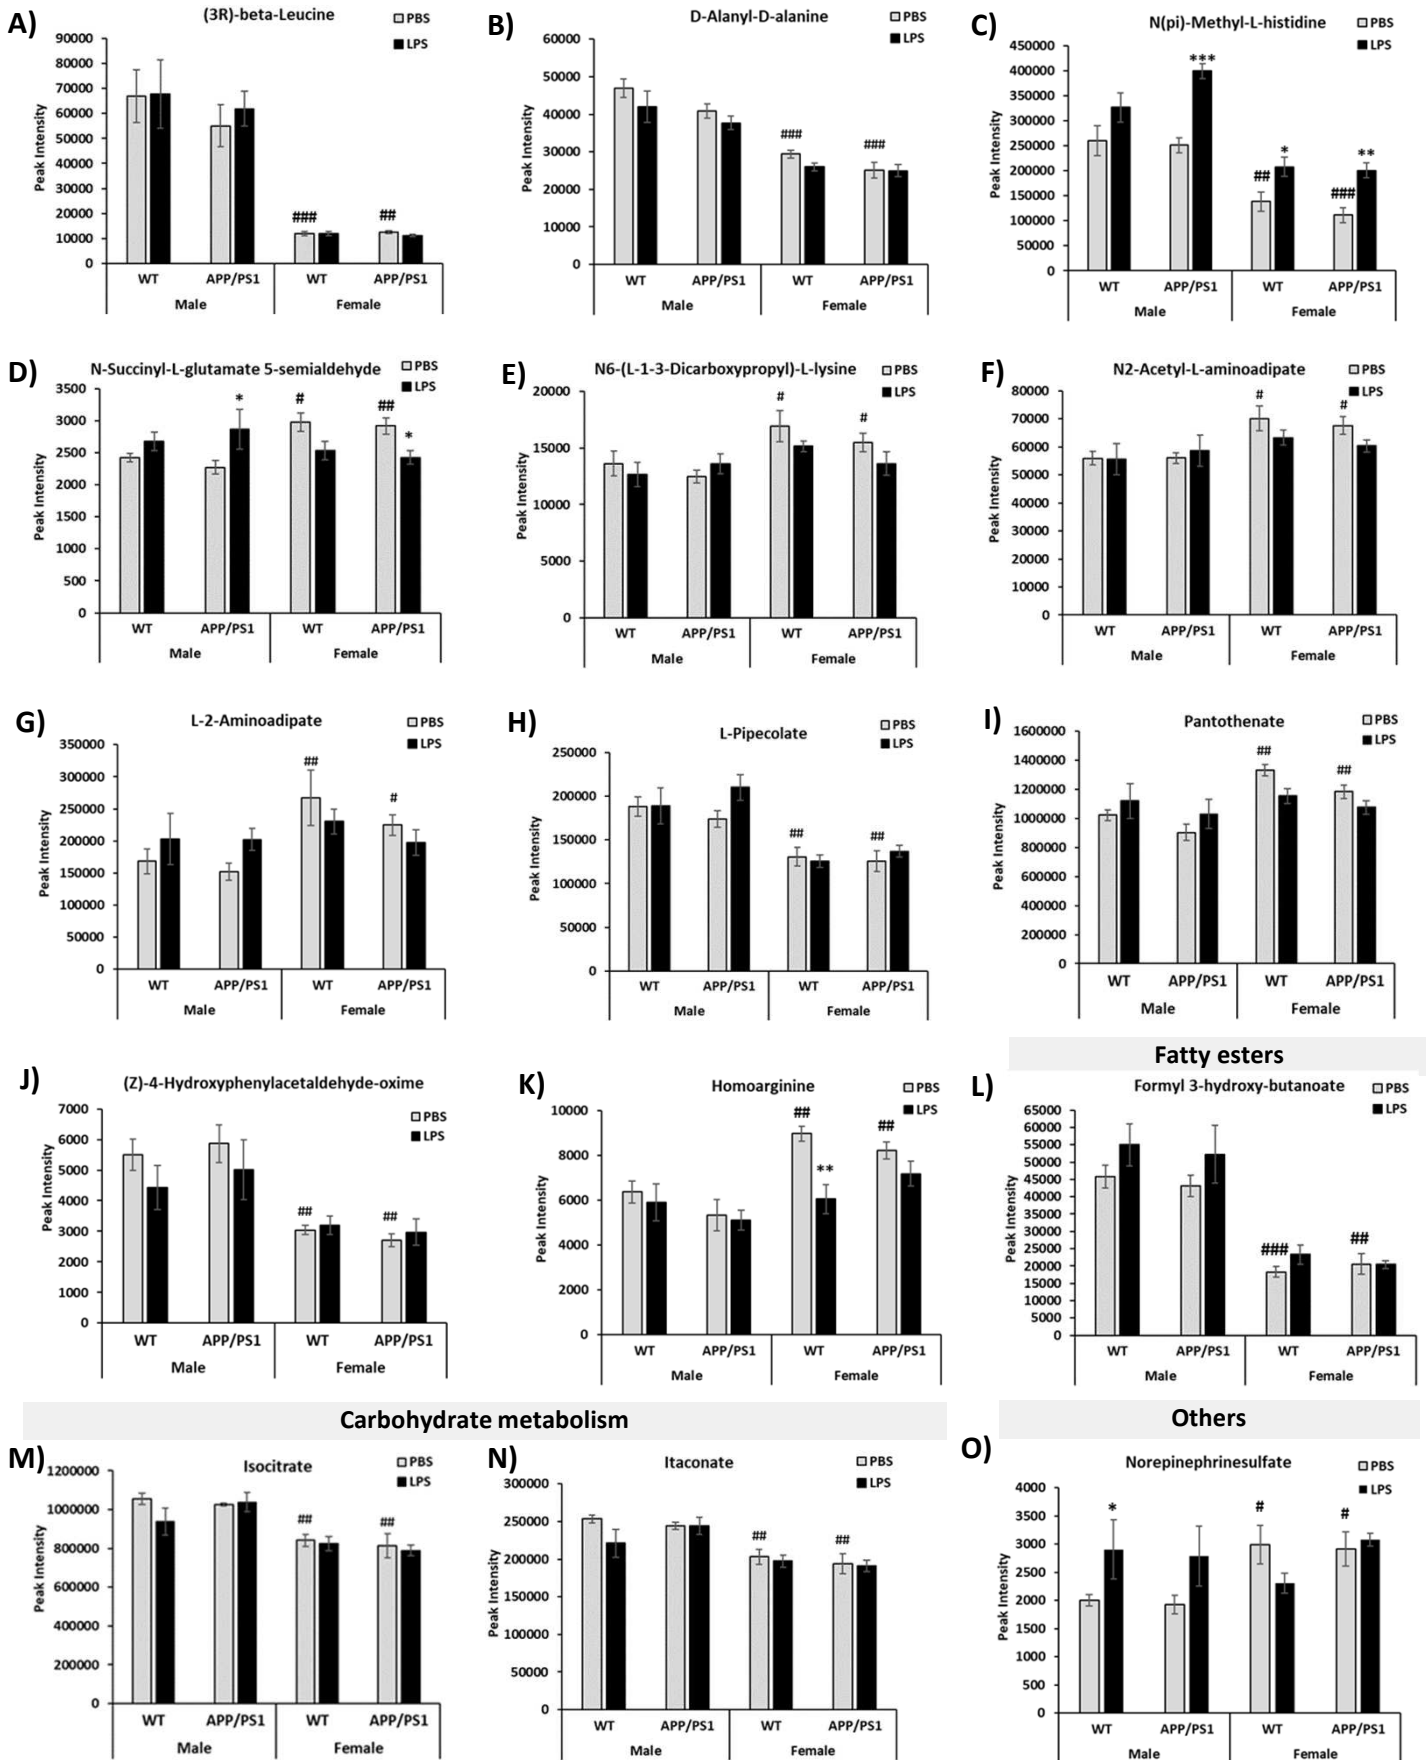 A)
(3R)-beta-Leucine
PBS
LPS
Peak Intensity
90000
80000
70000
60000
50000
40000
30000
20000
10000
0
###
##
WT
APP/PS1
WT
APP/PS1
Male
Female
B)
D-Alanyl-D-alanine
PBS
LPS
Peak Intensity
60000
50000
40000
30000
20000
10000
0
###
###
WT
APP/PS1
WT
APP/PS1
Male
Female
C)
N(pi)-Methyl-L-histidine
PBS
LPS
Peak Intensity
450000
400000
350000
300000
250000
200000
150000
100000
50000
0
***
##
*
###
**
WT
APP/PS1
WT
APP/PS1
Male
Female
D)
N-Succinyl-L-glutamate 5-semialdehyde
PBS
LPS
Peak Intensity
3500
3000
2500
2000
1500
1000
500
0
*
#
##
*
WT
APP/PS1
WT
APP/PS1
Male
Female
E)
N6-(L-1-3-Dicarboxypropyl)-L-lysine
PBS
LPS
Peak Intensity
20000
15000
10000
5000
0
#
#
WT
APP/PS1
WT
APP/PS1
Male
Female
F)
N2-Acetyl-L-aminoadipate
PBS
LPS
Peak Intensity
80000
70000
60000
50000
40000
30000
20000
10000
0
#
#
WT
APP/PS1
WT
APP/PS1
Male
Female
G)
L-2-Aminoadipate
PBS
LPS
Peak Intensity
350000
300000
250000
200000
150000
100000
50000
0
##
#
WT
APP/PS1
WT
APP/PS1
Male
Female
H)
L-Pipecolate
PBS
LPS
Peak Intensity
250000
200000
150000
100000
50000
0
##
##
WT
APP/PS1
WT
APP/PS1
Male
Female
I)
Pantothenate
PBS
LPS
Peak Intensity
1600000
1400000
1200000
1000000
800000
600000
400000
200000
0
##
##
WT
APP/PS1
WT
APP/PS1
Male
Female
J)
(Z)-4-Hydroxyphenylacetaldehyde-oxime
PBS
LPS
Peak Intensity
7000
6000
5000
4000
3000
2000
1000
0
##
##
WT
APP/PS1
WT
APP/PS1
Male
Female
K)
Homoarginine
PBS
LPS
Peak Intensity
10000
8000
6000
4000
2000
0
##
**
##
WT
APP/PS1
WT
APP/PS1
Male
Female
Fatty esters
L)
Formyl 3-hydroxy-butanoate
PBS
LPS
Peak Intensity
65000
60000
55000
50000
45000
40000
35000
30000
25000
20000
15000
10000
5000
0
###
##
WT
APP/PS1
WT
APP/PS1
Male
Female
Carbohydrate metabolism
M)
Isocitrate
PBS
LPS
Peak Intensity
1200000
1000000
800000
600000
400000
200000
0
##
##
WT
APP/PS1
WT
APP/PS1
Male
Female
N)
Itaconate
PBS
LPS
Peak Intensity
300000
250000
200000
150000
100000
50000
0
##
##
WT
APP/PS1
WT
APP/PS1
Male
Female
Others
O)
Norepinephrinesulfate
PBS
LPS
Peak Intensity
4000
3500
3000
2500
2000
1500
1000
500
0
*
#
#
WT
APP/PS1
WT
APP/PS1
Male
Female